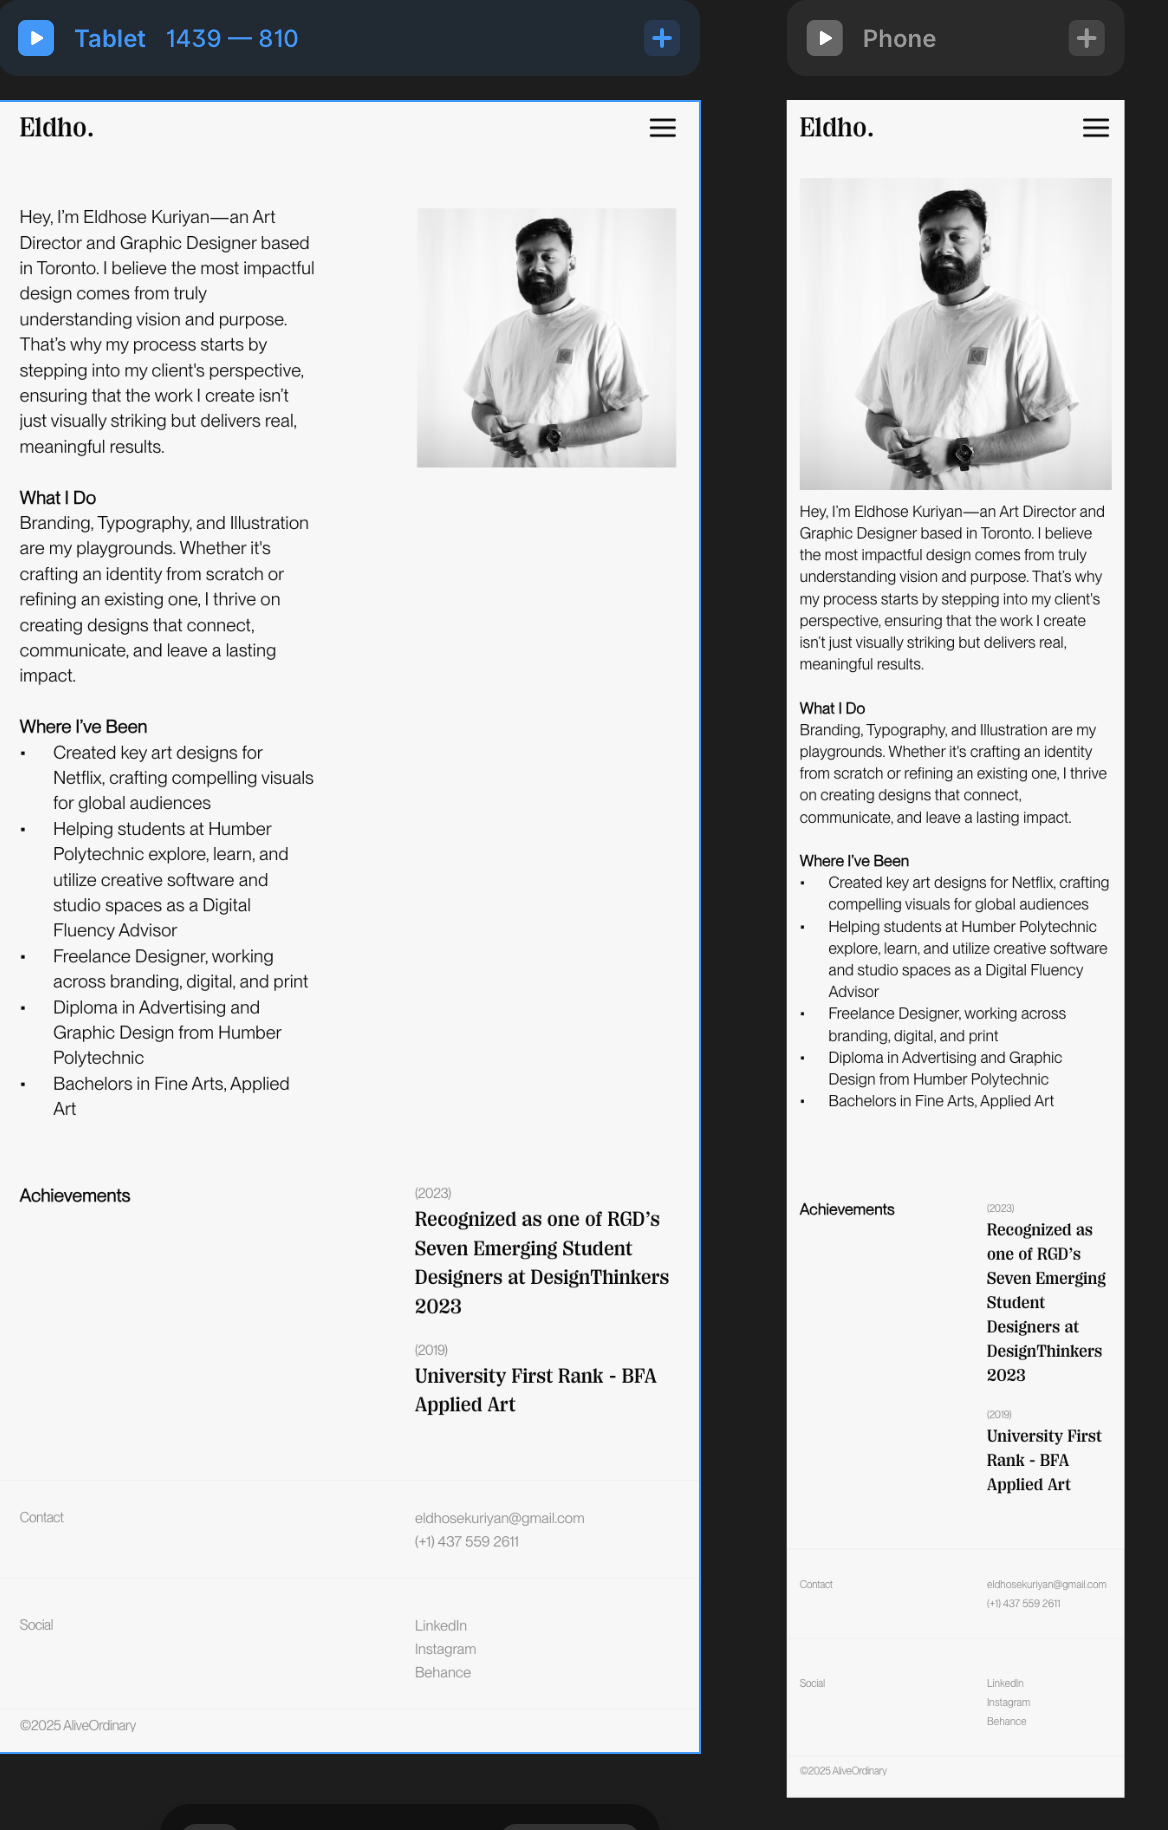 Tablet 1439 — 810
Eldho.
Hey, I’m Eldhose Kuriyan—an Art
Director and Graphic Designer based
in Toronto. I believe the most impactful
design comes from truly
understanding vision and purpose.
That’s why my process starts by
stepping into my client's perspective,
ensuring that the work I create isn’t
just visually striking but delivers real,
meaningful results.
What I Do
Branding, Typography, and Illustration
are my playgrounds. Whether it's
crafting an identity from scratch or
refining an existing one, I thrive on
creating designs that connect,
communicate, and leave a lasting
impact.
Where I’ve Been
• Created key art designs for
Netflix, crafting compelling visuals
for global audiences
• Helping students at Humber
Polytechnic explore, learn, and
utilize creative software and
studio spaces as a Digital
Fluency Advisor
• Freelance Designer, working
across branding, digital, and print
• Diploma in Advertising and
Graphic Design from Humber
Polytechnic
• Bachelors in Fine Arts, Applied
Art
Achievements
(2023)
Recognized as one of RGD’s
Seven Emerging Student
Designers at DesignThinkers
2023
(2019)
University First Rank - BFA
Applied Art
Contact
eldhosekuriyan@gmail.com
(+1) 437 559 2611
Social
LinkedIn
Instagram
Behance
©2025 AliveOrdinary
Phone
Eldho.
Hey, I’m Eldhose Kuriyan—an Art Director and
Graphic Designer based in Toronto. I believe
the most impactful design comes from truly
understanding vision and purpose. That’s why
my process starts by stepping into my client's
perspective, ensuring that the work I create
isn’t just visually striking but delivers real,
meaningful results.
What I Do
Branding, Typography, and Illustration are my
playgrounds. Whether it's crafting an identity
from scratch or refining an existing one, I thrive
on creating designs that connect,
communicate, and leave a lasting impact.
Where I’ve Been
• Created key art designs for Netflix, crafting
compelling visuals for global audiences
• Helping students at Humber Polytechnic
explore, learn, and utilize creative software
and studio spaces as a Digital Fluency
Advisor
• Freelance Designer, working across
branding, digital, and print
• Diploma in Advertising and Graphic
Design from Humber Polytechnic
• Bachelors in Fine Arts, Applied Art
Achievements
(2023)
Recognized as
one of RGD’s
Seven Emerging
Student
Designers at
DesignThinkers
2023
(2019)
University First
Rank - BFA
Applied Art
Contact
eldhosekuriyan@gmail.com
(+1) 437 559 2611
Social
LinkedIn
Instagram
Behance
©2025 AliveOrdinary